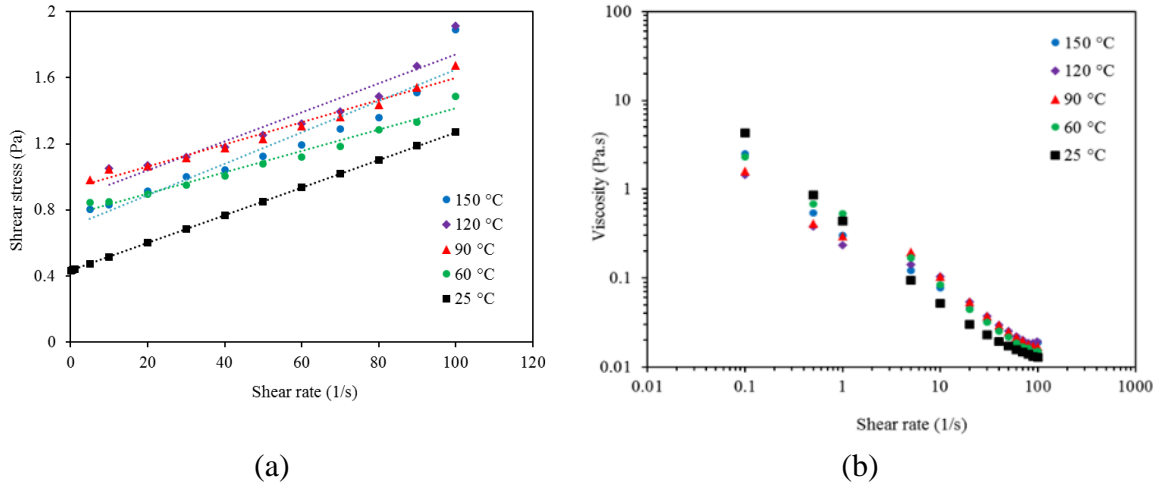 2
1.6
1.2
0.8
0.4
0
0 20 40 60 80 100 120
Shrear stress (Pa)
Shear rate (1/s)
150 °C
120 °C
90 °C
60 °C
25 °C
(a)
100
10
1
0.1
0.01
0.01 0.1 1 10 100 1000
Viscosity (Pa.s)
Shear rate (1/s)
150 °C
120 °C
90 °C
60 °C
25 °C
(b)